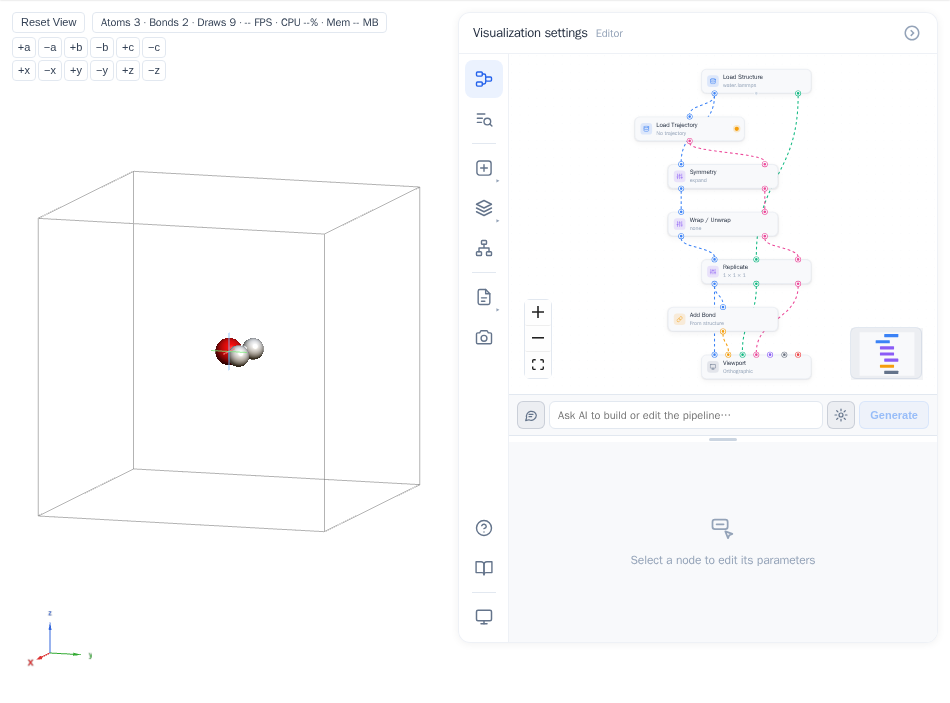 Reset View
Atoms 3 · Bonds 2 · Draws 9 · -- FPS · CPU --% · Mem -- MB
+a −a +b −b +c −c
+x −x +y −y +z −z
z
x
y
Visualization settings Editor
Load Structure
water.lammps
Load Trajectory
No trajectory
Symmetry
expand
Wrap / Unwrap
none
Replicate
1 × 1 × 1
Add Bond
From structure
Viewport
Orthographic
Ask AI to build or edit the pipeline···
Generate
Select a node to edit its parameters